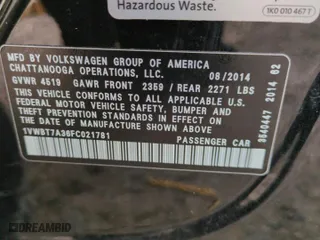 Hazardous Waste.
1K0 010 467 T
MFD BY VOLKSWAGEN GROUP OF AMERICA
CHATTANOOGA OPERATIONS, LLC. 08/2014
GVWR 4519 GAWR FRONT 2359 / REAR 2271 LBS
THIS VEHICLE CONFORMS TO ALL APPLICABLE
FEDERAL MOTOR VEHICLE SAFETY, BUMPER, AND
THEFT PREVENTION STANDARDS IN EFFECT ON THE
DATE OF MANUFACTURE SHOWN ABOVE.
1VWBT7A36FC021781 PASSENGER CAR
3540447 2014 02
DREAMBID